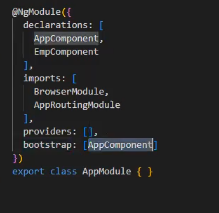 @NgModule({
  declarations: [
    AppComponent,
    EmpComponent
  ],
  imports: [
    BrowserModule,
    AppRoutingModule
  ],
  providers: [],
  bootstrap: [AppComponent]
})
export class AppModule { }